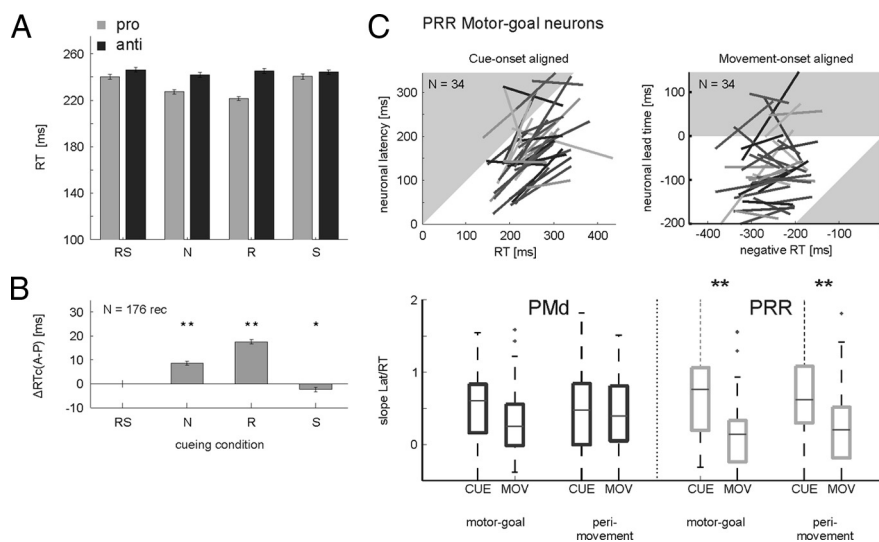 A
pro
anti
260
220
180
140
100
RT [ms]
RS N R S
B
N = 176 rec
30
20
10
0
-10
ΔRTc(A-P) [ms]
** ** *
RS N R S
cueing condition
C PRR Motor-goal neurons
Cue-onset aligned
N = 34
300
200
100
0
neuronal latency [ms]
0 100 200 300 400
RT [ms]
Movement-onset aligned
N = 34
100
0
-100
-200
neuronal lead time [ms]
-400 -300 -200 -100 0
negative RT [ms]
PMd PRR
** **
2
1
0
slope Lat/RT
CUE MOV CUE MOV CUE MOV CUE MOV
motor-goal peri-movement motor-goal peri-movement